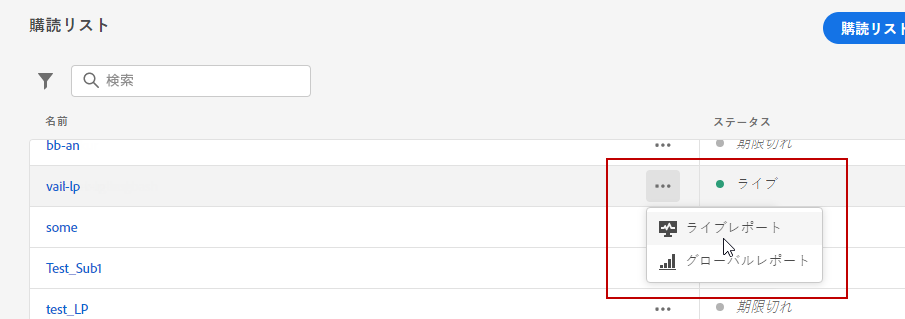 購読リスト
購読リスト
検索
名前 ステータス
bb-an 期限切れ
vail-lp ライブ
some
ライブレポート
Test_Sub1
グローバルレポート
test_LP 期限切れ